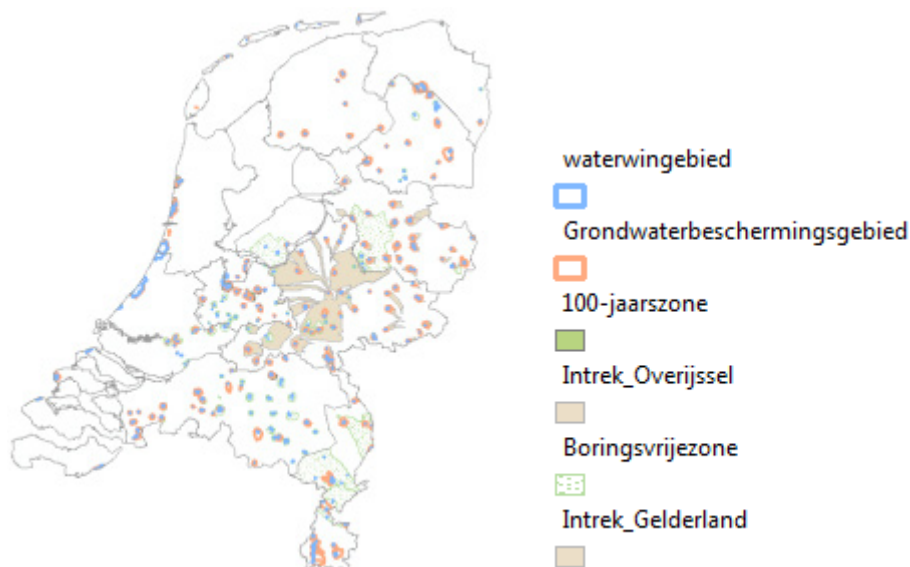 waterwingebied
Grondwaterbeschermingsgebied
100-jaarszone
Intrek_Overijssel
Boringsvrijezone
Intrek_Gelderland